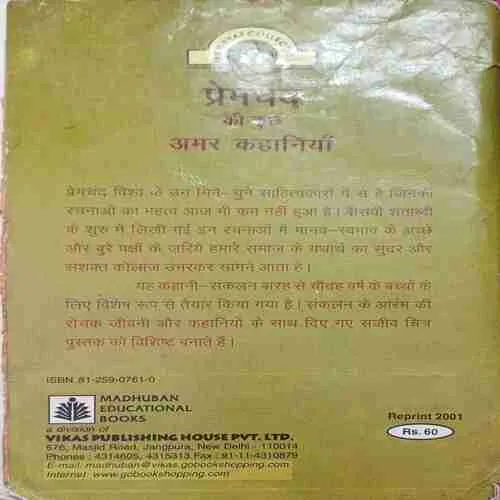 VIKAS COLLEC
प्रेमचंद
की कुछ
अमर कहानियाँ
प्रेमचंद विश्व के उन गिने-चुने साहित्यकारों में से हैं जिनकी
रचनाओं का महत्व आज भी कम नहीं हुआ है। बीसवीं शताब्दी
के शुरू में लिखी गई इन रचनाओं में मानव-स्वभाव के अच्छे
और बुरे पक्षों के ज़रिये हमारे समाज के यथार्थ का सुंदर और
सशक्त कोलाज उभरकर सामने आता है।
यह कहानी-संकलन बारह से चौदह वर्ष के बच्चों के
लिए विशेष रूप से तैयार किया गया है। संकलन के आरंभ की
रोचक जीवनी और कहानियों के साथ दिए गए सजीव चित्र
पुस्तक को विशिष्ट बनाते हैं।
ISBN 81-259-0761-0
MADHUBAN
EDUCATIONAL
BOOKS
a division of
VIKAS PUBLISHING HOUSE PVT. LTD.
576, Masjid Road, Jangpura, New Delhi-110014
Phones : 4314605, 4315313 Fax : 91-11-4310879
E-mail: madhuban@vikas.gobookshopping.com
Internet: www.gobookshopping.com
Reprint 2001
Rs. 60